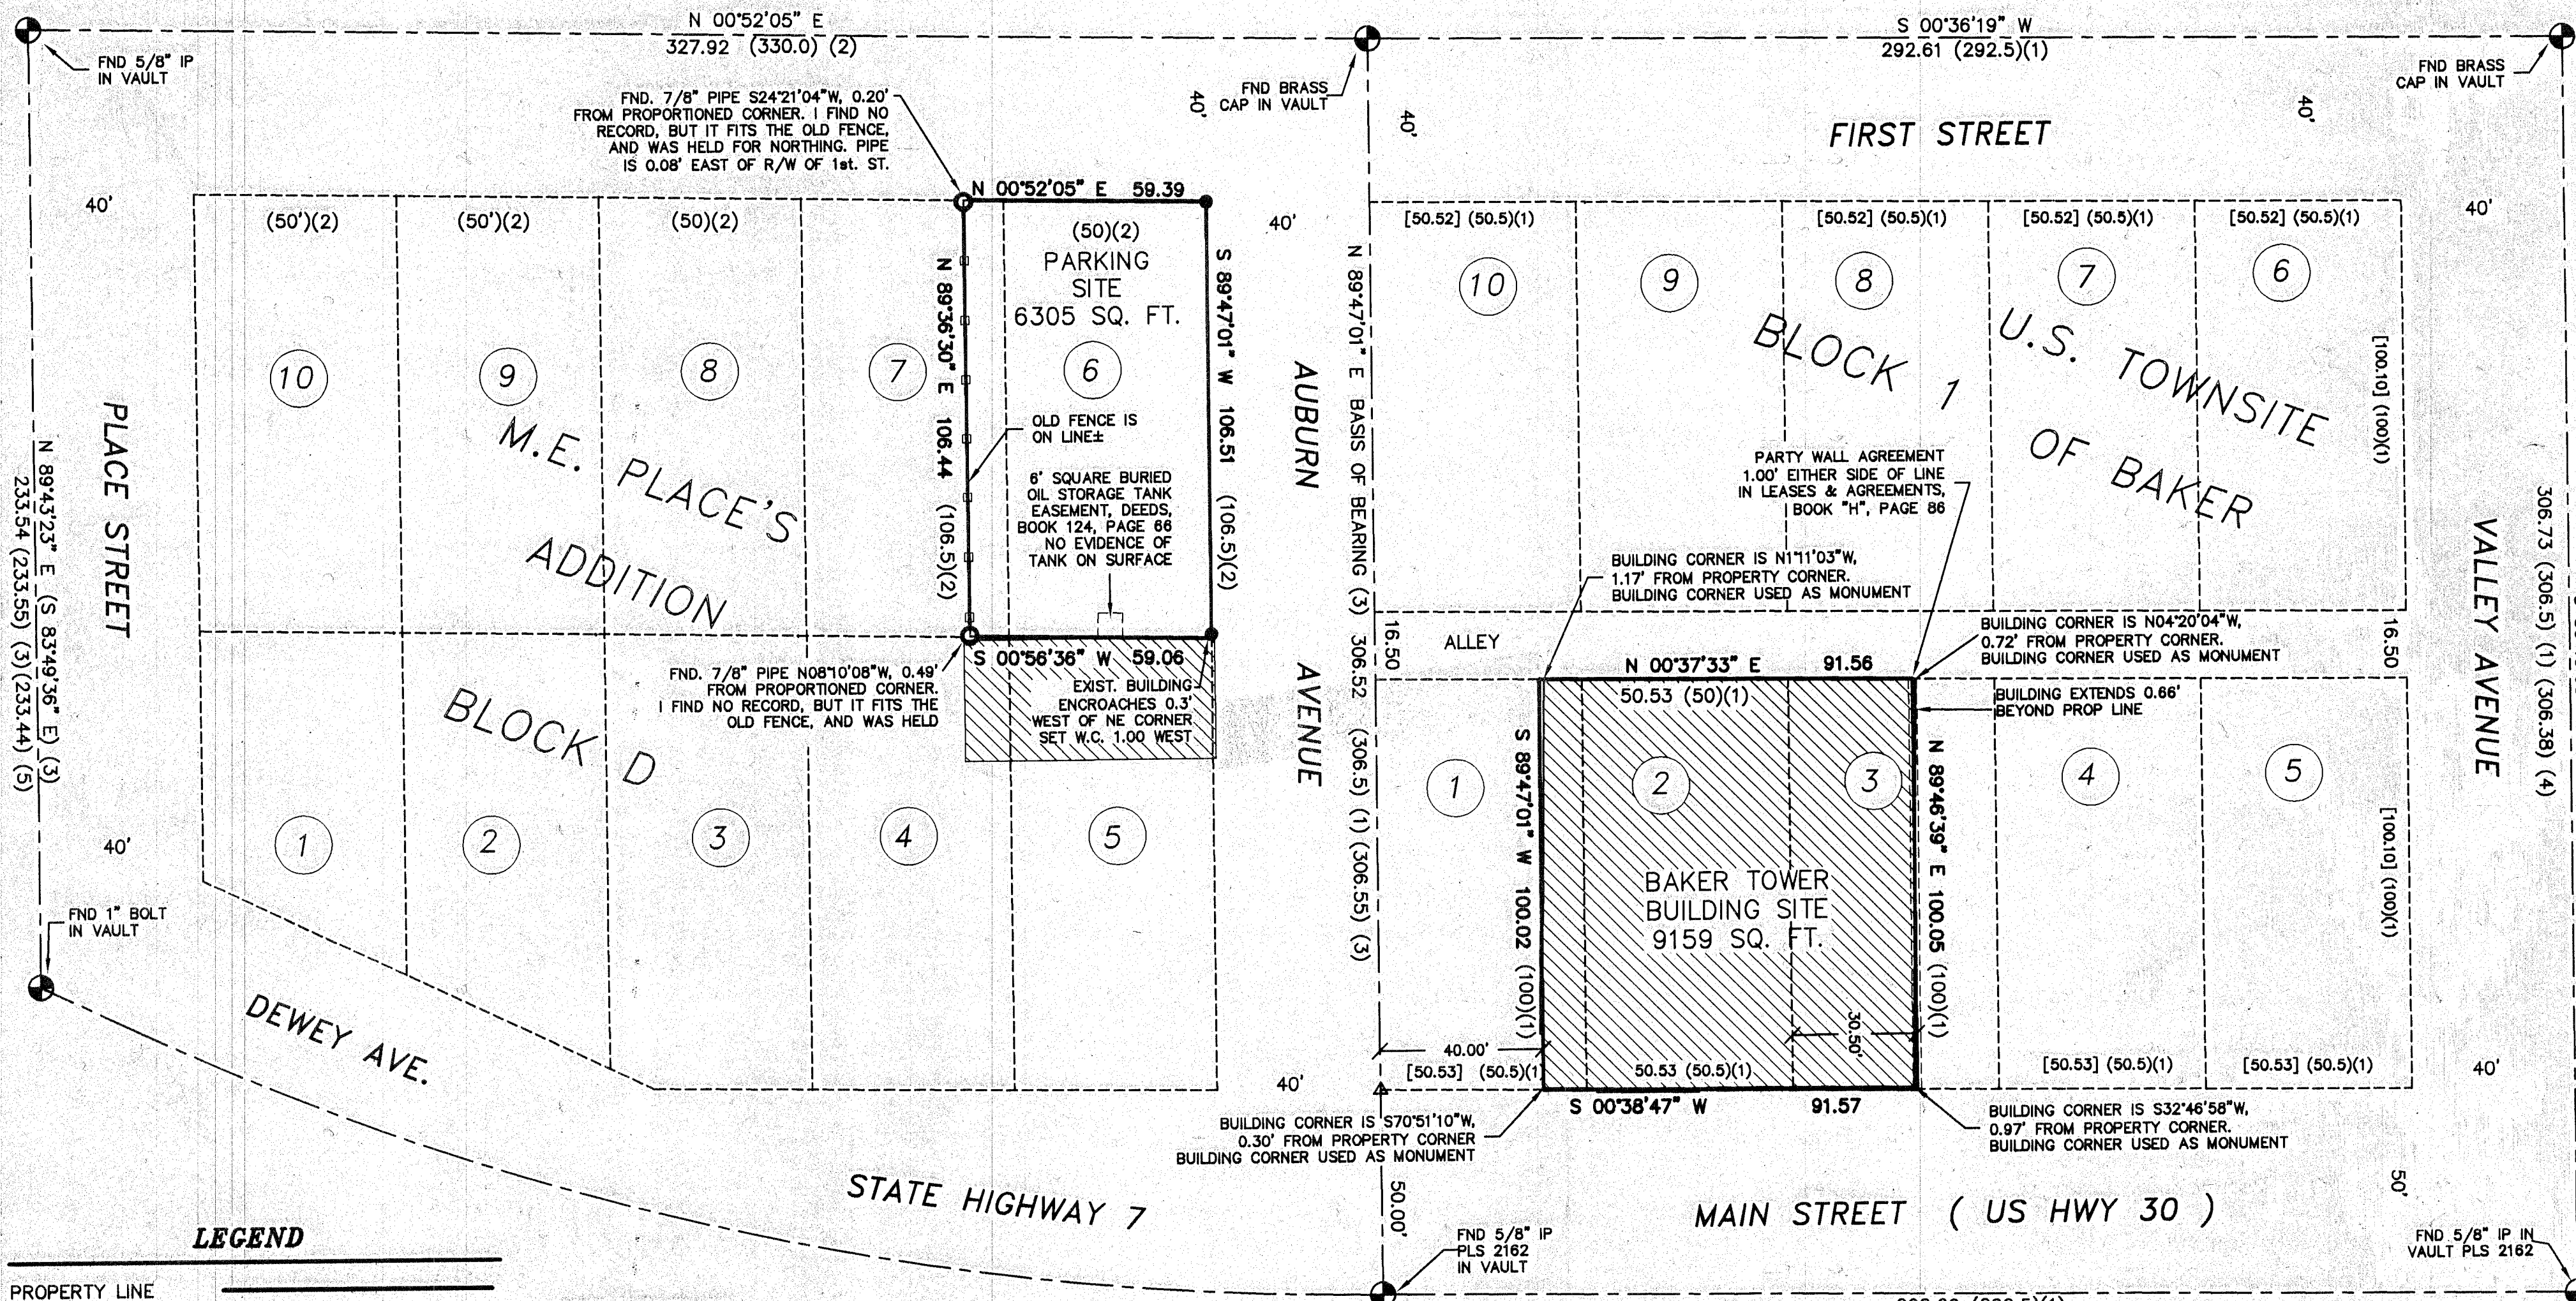 N 00°52'05" E
327.92 (330.0) (2)
S 00°36'19" W
292.61 (292.5)(1)
FND 5/8" IP
IN VAULT
FND BRASS
CAP IN VAULT
FND BRASS
CAP IN VAULT
FND. 7/8" PIPE S24°21'04"W, 0.20'
FROM PROPORTIONED CORNER. I FIND NO
RECORD, BUT IT FITS THE OLD FENCE,
AND WAS HELD FOR NORTHING. PIPE
IS 0.08' EAST OF R/W OF 1st. ST.
40'
40'
40'
FIRST STREET
N 00°52'05" E 59.39
40'
40'
40'
(50')(2)
(50')(2)
(50)(2)
(50)(2)
[50.52] (50.5)(1)
[50.52] (50.5)(1)
[50.52] (50.5)(1)
[50.52] (50.5)(1)
PARKING
SITE
6305 SQ. FT.
10
9
8
7
6
10
9
8
7
6
N 89°36'30" E 106.44 (106.5)(2)
S 89°47'01" W 106.51 (106.5)(2)
OLD FENCE IS
ON LINE±
6' SQUARE BURIED
OIL STORAGE TANK
EASEMENT, DEEDS,
BOOK 124, PAGE 66
NO EVIDENCE OF
TANK ON SURFACE
M.E. PLACE'S
ADDITION
BLOCK D
PLACE STREET
N 89°43'23" E (S 83°49'36" E) (3)
233.54 (233.55) (3)(233.44) (5)
AUBURN AVENUE
N 89°47'01" E BASIS OF BEARING (3) 306.52 (306.5) (1) (306.55) (3)
BLOCK 1
U.S. TOWNSITE
OF BAKER
[100.10] (100)(1)
PARTY WALL AGREEMENT
1.00' EITHER SIDE OF LINE
IN LEASES & AGREEMENTS,
BOOK "H", PAGE 86
VALLEY AVENUE
306.73 (306.5) (1) (306.38) (4)
BUILDING CORNER IS N1°11'03"W,
1.17' FROM PROPERTY CORNER.
BUILDING CORNER USED AS MONUMENT
BUILDING CORNER IS N04°20'04"W,
0.72' FROM PROPERTY CORNER.
BUILDING CORNER USED AS MONUMENT
16.50
ALLEY
16.50
S 00°56'36" W 59.06
FND. 7/8" PIPE N08°10'08"W, 0.49'
FROM PROPORTIONED CORNER.
I FIND NO RECORD, BUT IT FITS THE
OLD FENCE, AND WAS HELD
EXIST. BUILDING
ENCROACHES 0.3'
WEST OF NE CORNER
SET W.C. 1.00 WEST
N 00°37'33" E 91.56
50.53 (50)(1)
BUILDING EXTENDS 0.66'
BEYOND PROP LINE
S 89°47'01" W 100.02 (100)(1)
N 89°46'39" E 100.05 (100)(1)
1
2
3
4
5
1
2
3
4
5
BAKER TOWER
BUILDING SITE
9159 SQ. FT.
[100.10] (100)(1)
40'
30.50'
40.00'
[50.53] (50.5)(1)
50.53 (50.5)(1)
[50.53] (50.5)(1)
[50.53] (50.5)(1)
40'
40'
S 00°38'47" W 91.57
FND 1" BOLT
IN VAULT
DEWEY AVE.
BUILDING CORNER IS S70°51'10"W,
0.30' FROM PROPERTY CORNER
BUILDING CORNER USED AS MONUMENT
BUILDING CORNER IS S32°46'58"W,
0.97' FROM PROPERTY CORNER.
BUILDING CORNER USED AS MONUMENT
STATE HIGHWAY 7
50.00'
50'
MAIN STREET ( US HWY 30 )
FND 5/8" IP
PLS 2162
IN VAULT
FND 5/8" IP IN
VAULT PLS 2162
LEGEND
PROPERTY LINE